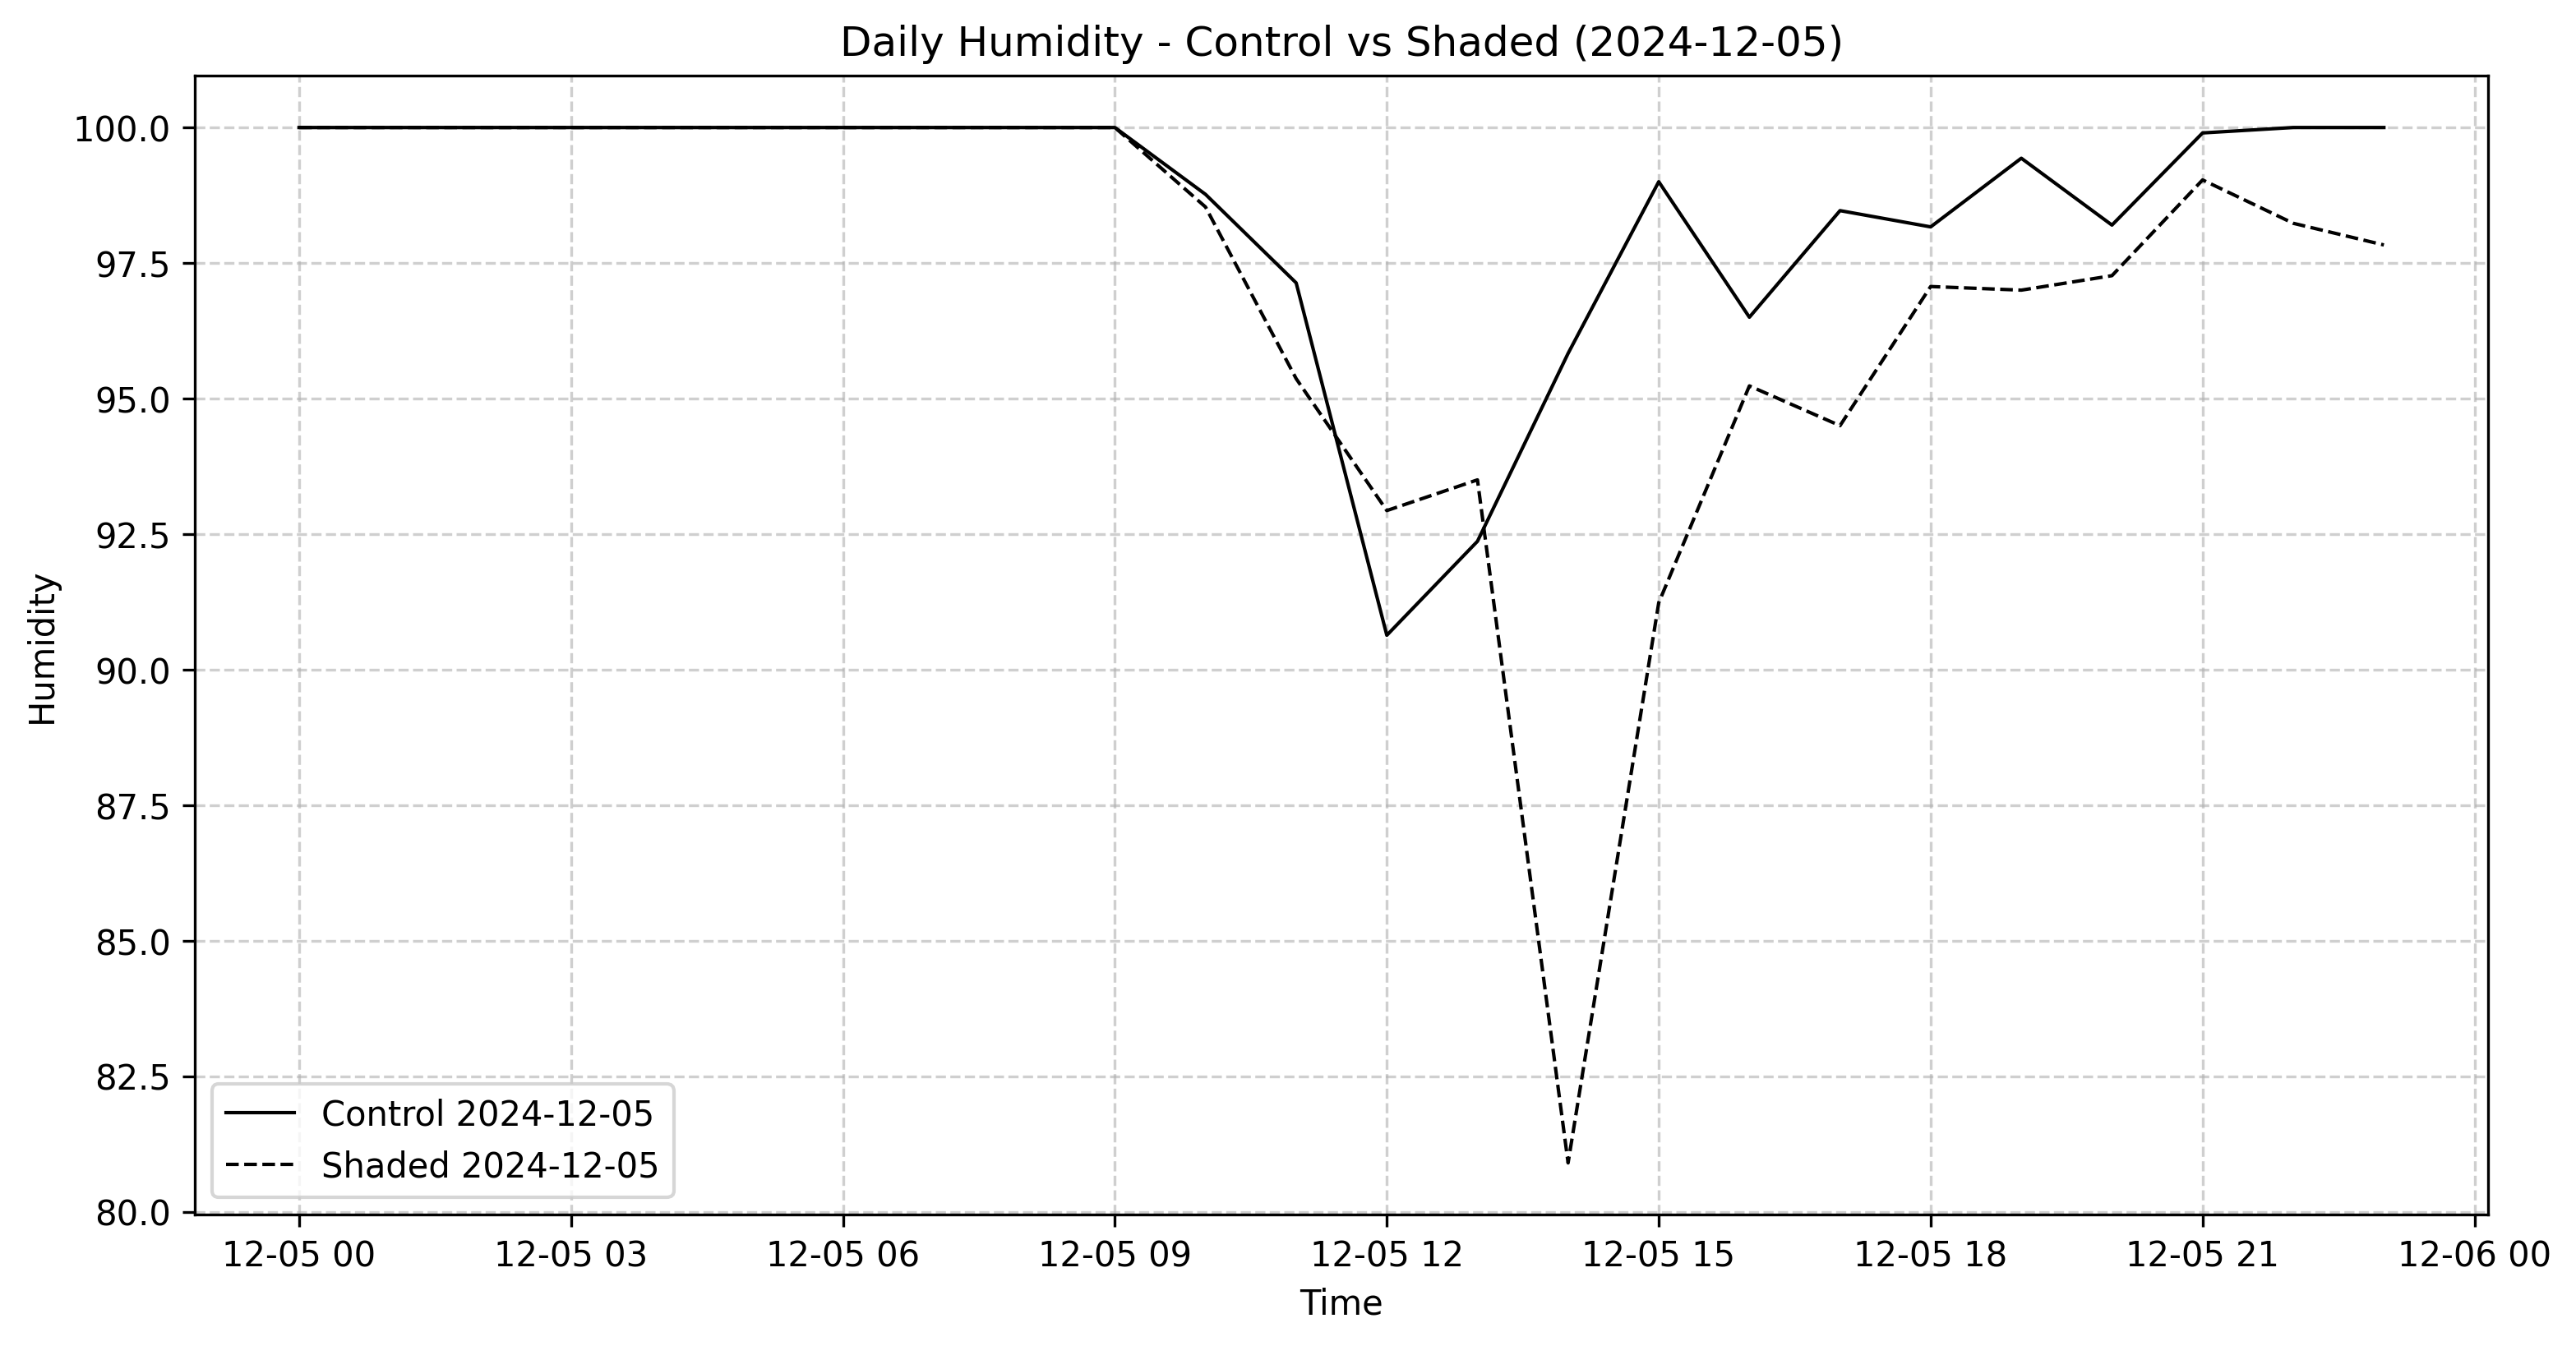 Daily Humidity - Control vs Shaded (2024-12-05)
Humidity
100.0
97.5
95.0
92.5
90.0
87.5
85.0
82.5
80.0
Control 2024-12-05
Shaded 2024-12-05
12-05 00 12-05 03 12-05 06 12-05 09 12-05 12 12-05 15 12-05 18 12-05 21 12-06 00
Time